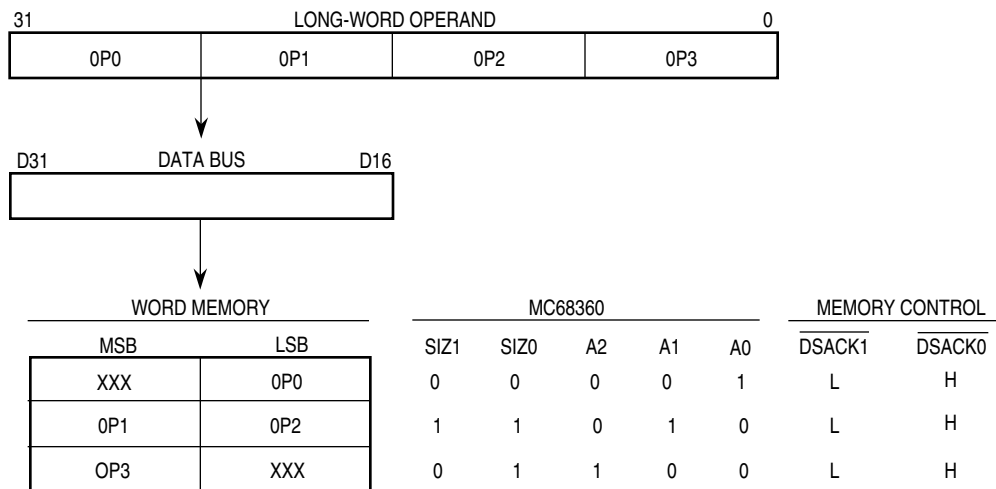 31 LONG-WORD OPERAND 0
0P0 0P1 0P2 0P3
D31 DATA BUS D16
WORD MEMORY MC68360 MEMORY CONTROL
MSB LSB SIZ1 SIZ0 A2 A1 A0 DSACK1 DSACK0
XXX 0P0 0 0 0 0 1 L H
0P1 0P2 1 1 0 1 0 L H
OP3 XXX 0 1 1 0 0 L H